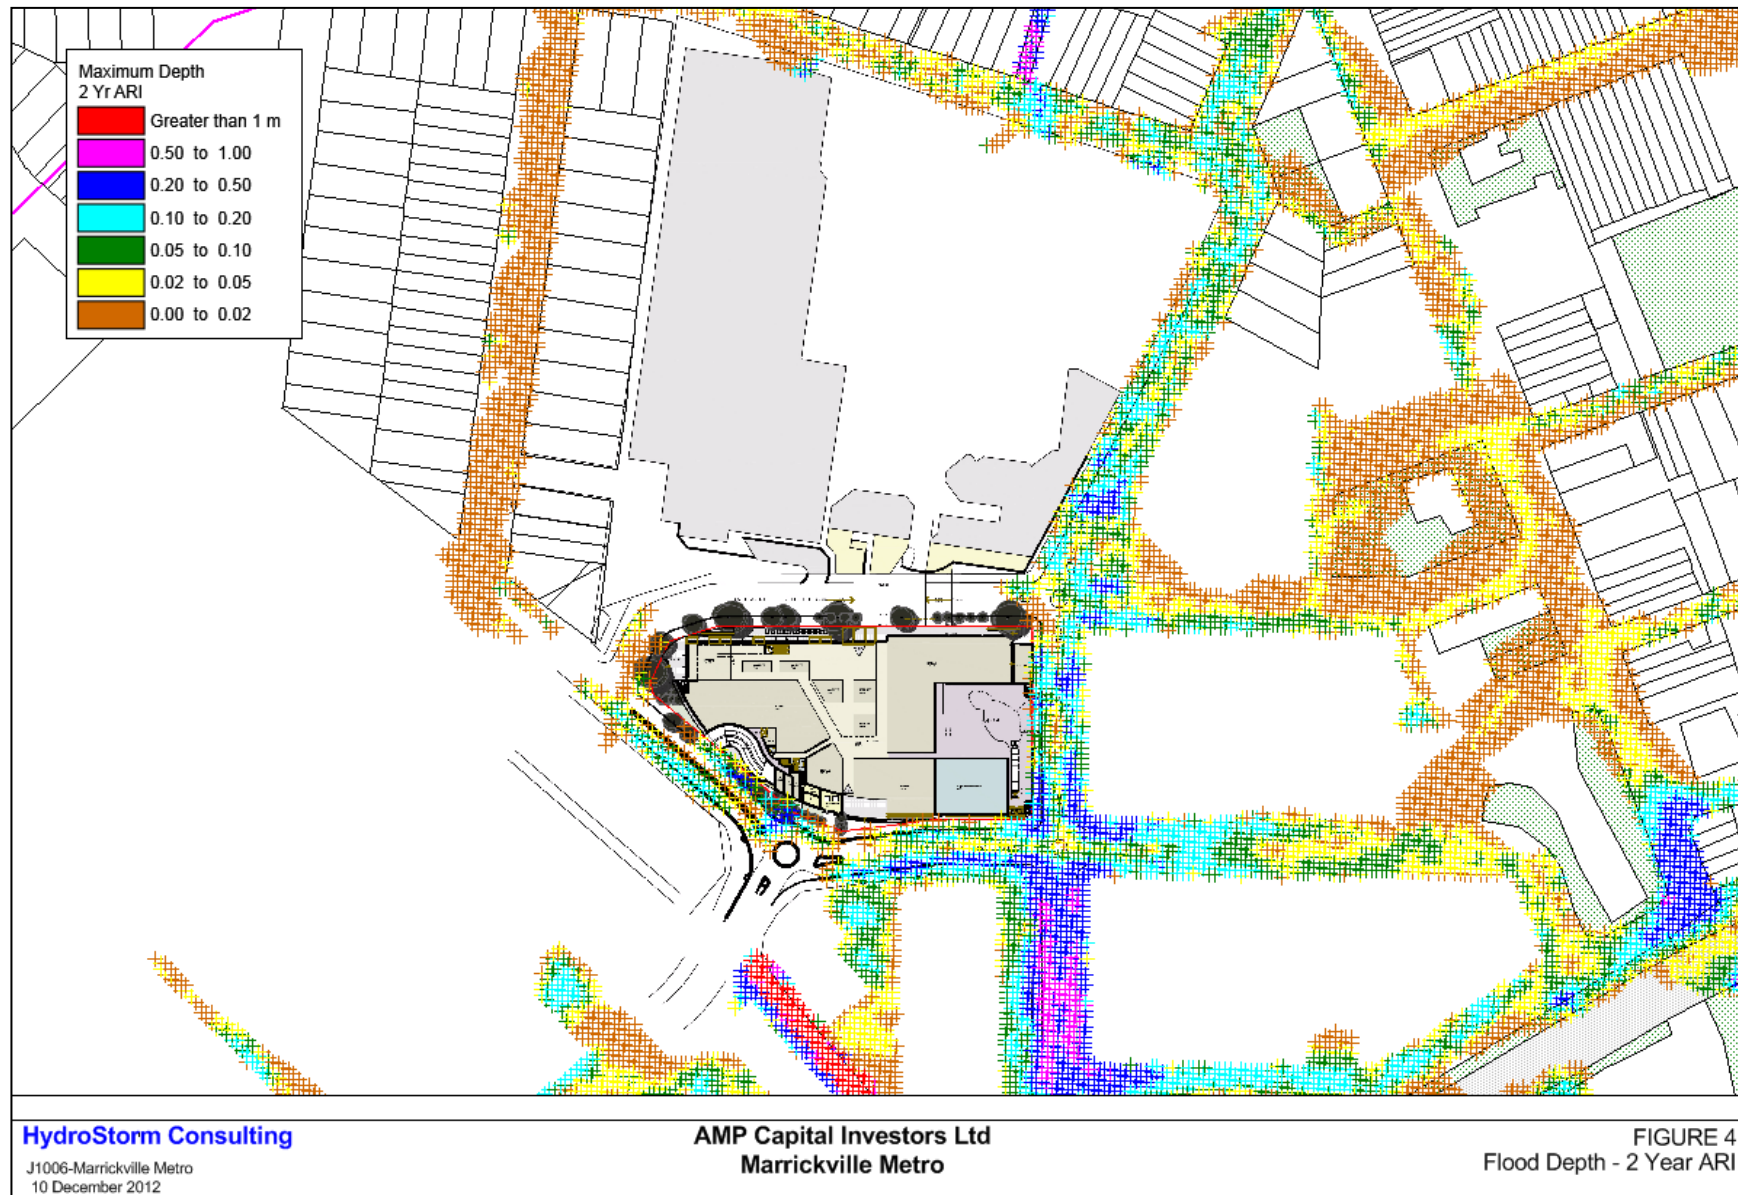 Maximum Depth
2 Yr ARI
Greater than 1 m
0.50 to 1.00
0.20 to 0.50
0.10 to 0.20
0.05 to 0.10
0.02 to 0.05
0.00 to 0.02
HydroStorm Consulting
J1006-Marrickville Metro
10 December 2012
AMP Capital Investors Ltd
Marrickville Metro
FIGURE 4
Flood Depth - 2 Year ARI